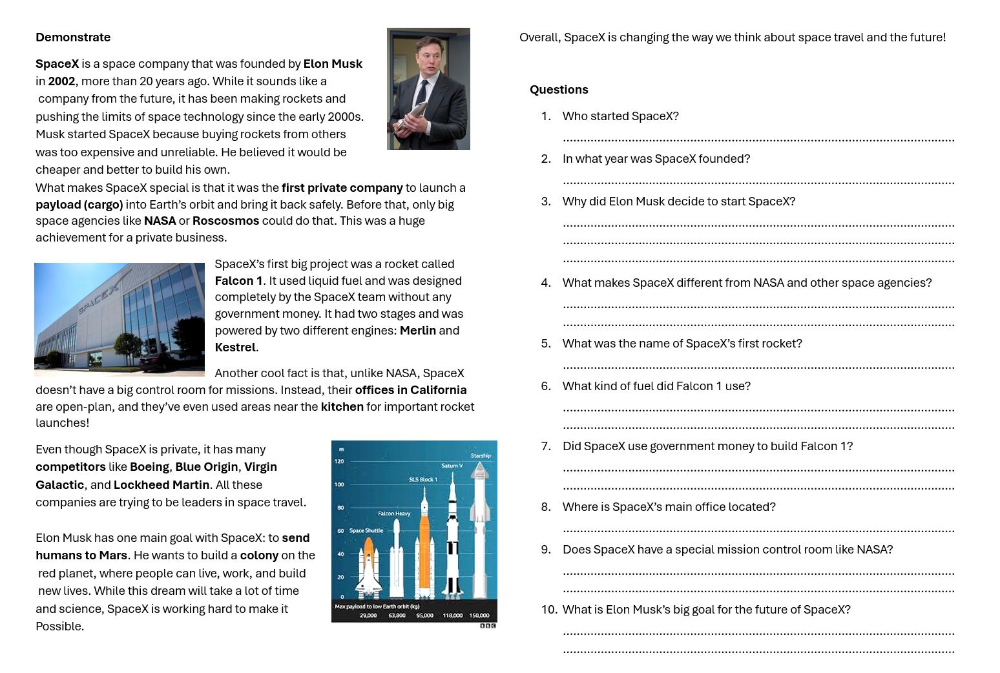 Demonstrate
SpaceX is a space company that was founded by Elon Musk
in 2002, more than 20 years ago. While it sounds like a
company from the future, it has been making rockets and
pushing the limits of space technology since the early 2000s.
Musk started SpaceX because buying rockets from others
was too expensive and unreliable. He believed it would be
cheaper and better to build his own.
What makes SpaceX special is that it was the first private company to launch a
payload (cargo) into Earth’s orbit and bring it back safely. Before that, only big
space agencies like NASA or Roscosmos could do that. This was a huge
achievement for a private business.
SPACEX
SpaceX’s first big project was a rocket called
Falcon 1. It used liquid fuel and was designed
completely by the SpaceX team without any
government money. It had two stages and was
powered by two different engines: Merlin and
Kestrel.
Another cool fact is that, unlike NASA, SpaceX
doesn’t have a big control room for missions. Instead, their offices in California
are open-plan, and they’ve even used areas near the kitchen for important rocket
launches!
Even though SpaceX is private, it has many
competitors like Boeing, Blue Origin, Virgin
Galactic, and Lockheed Martin. All these
companies are trying to be leaders in space travel.
Elon Musk has one main goal with SpaceX: to send
humans to Mars. He wants to build a colony on the
red planet, where people can live, work, and build
new lives. While this dream will take a lot of time
and science, SpaceX is working hard to make it
Possible.
m
120
100
80
60
40
20
0
Space Shuttle
Falcon Heavy
SLS Block 1
Saturn V
Starship
Max payload to low Earth orbit (kg)
29,000 63,800 95,000 118,000 150,000
BBC
Overall, SpaceX is changing the way we think about space travel and the future!
Questions
1. Who started SpaceX?
2. In what year was SpaceX founded?
3. Why did Elon Musk decide to start SpaceX?
4. What makes SpaceX different from NASA and other space agencies?
5. What was the name of SpaceX’s first rocket?
6. What kind of fuel did Falcon 1 use?
7. Did SpaceX use government money to build Falcon 1?
8. Where is SpaceX’s main office located?
9. Does SpaceX have a special mission control room like NASA?
10. What is Elon Musk’s big goal for the future of SpaceX?